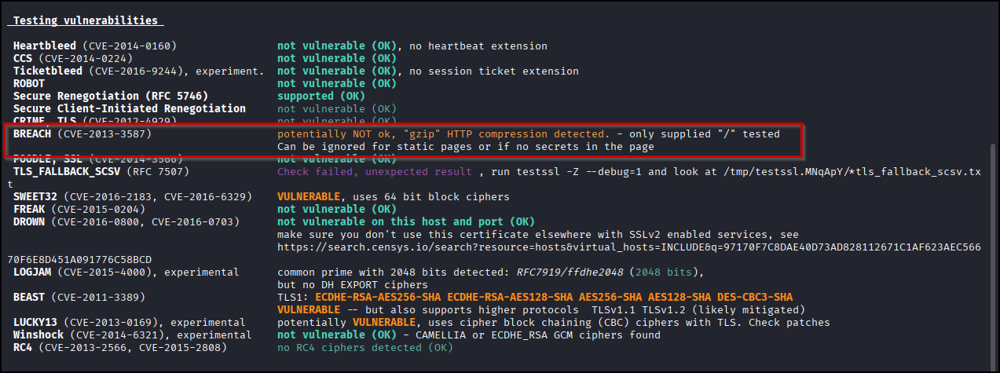 Testing vulnerabilities
Heartbleed (CVE-2014-0160) not vulnerable (OK), no heartbeat extension
CCS (CVE-2014-0224) not vulnerable (OK)
Ticketbleed (CVE-2016-9244), experiment. not vulnerable (OK), no session ticket extension
ROBOT not vulnerable (OK)
Secure Renegotiation (RFC 5746) supported (OK)
Secure Client-Initiated Renegotiation not vulnerable (OK)
CRIME, TLS (CVE-2012-4929) not vulnerable (OK)
BREACH (CVE-2013-3587) potentially NOT ok, "gzip" HTTP compression detected. - only supplied "/" tested
Can be ignored for static pages or if no secrets in the page
POODLE, SSL (CVE-2014-3566) not vulnerable (OK)
TLS_FALLBACK_SCSV (RFC 7507) Check failed, unexpected result , run testssl -Z --debug=1 and look at /tmp/testssl.MNqApY/*tls_fallback_scsv.tx
t
SWEET32 (CVE-2016-2183, CVE-2016-6329) VULNERABLE, uses 64 bit block ciphers
FREAK (CVE-2015-0204) not vulnerable (OK)
DROWN (CVE-2016-0800, CVE-2016-0703) not vulnerable on this host and port (OK)
make sure you don't use this certificate elsewhere with SSLv2 enabled services, see
https://search.censys.io/search?resource=hosts&virtual_hosts=INCLUDE&q=97170F7C8DAE40D73AD828112671C1AF623AEC566
70F6E8D451A091776C58BCD
LOGJAM (CVE-2015-4000), experimental common prime with 2048 bits detected: RFC7919/ffdhe2048 (2048 bits),
but no DH EXPORT ciphers
BEAST (CVE-2011-3389) TLS1: ECDHE-RSA-AES256-SHA ECDHE-RSA-AES128-SHA AES256-SHA AES128-SHA DES-CBC3-SHA
VULNERABLE -- but also supports higher protocols TLSv1.1 TLSv1.2 (likely mitigated)
LUCKY13 (CVE-2013-0169), experimental potentially VULNERABLE, uses cipher block chaining (CBC) ciphers with TLS. Check patches
Winshock (CVE-2014-6321), experimental not vulnerable (OK) - CAMELLIA or ECDHE_RSA GCM ciphers found
RC4 (CVE-2013-2566, CVE-2015-2808) no RC4 ciphers detected (OK)